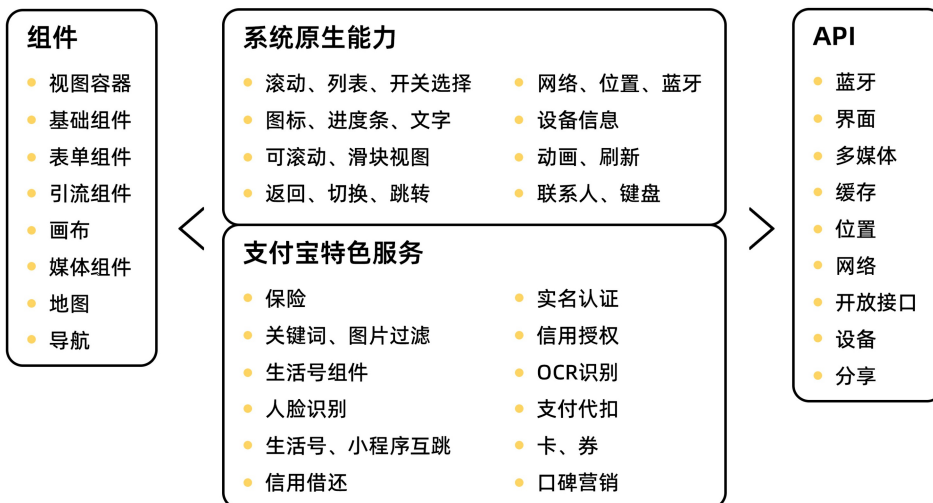 组件
视图容器
基础组件
表单组件
引流组件
画布
媒体组件
地图
导航
系统原生能力
滚动、列表、开关选择
图标、进度条、文字
可滚动、滑块视图
返回、切换、跳转
网络、位置、蓝牙
设备信息
动画、刷新
联系人、键盘
支付宝特色服务
保险
关键词、图片过滤
生活号组件
人脸识别
生活号、小程序互跳
信用借还
实名认证
信用授权
OCR识别
支付代扣
卡、券
口碑营销
API
蓝牙
界面
多媒体
缓存
位置
网络
开放接口
设备
分享